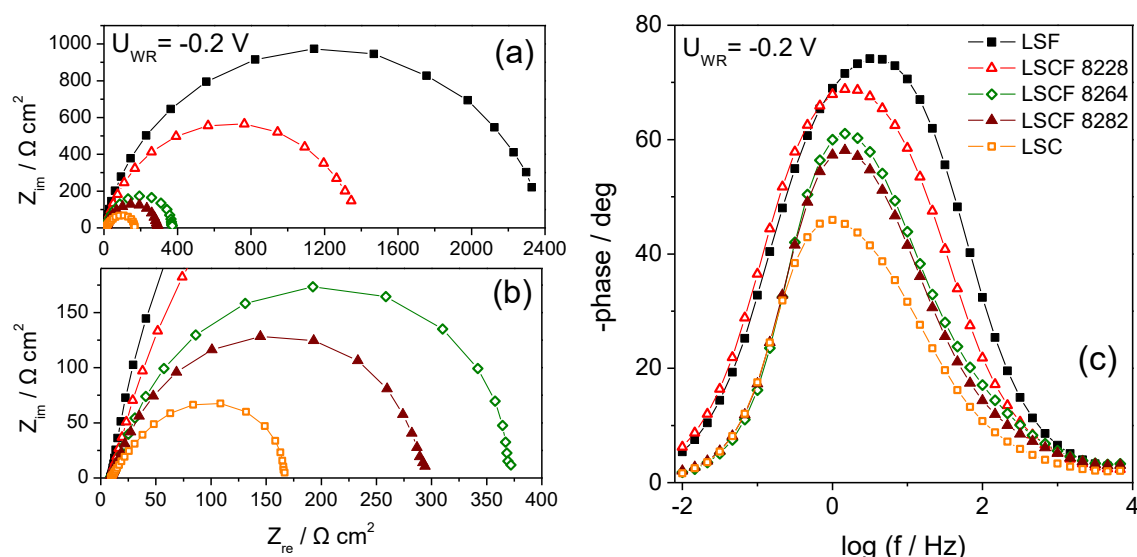 U_WR = -0.2 V
(a)
1000
800
600
400
200
0
Z_im / Ω cm²
0 400 800 1200 1600 2000 2400
(b)
150
100
50
0
Z_im / Ω cm²
0 50 100 150 200 250 300 350 400
Z_re / Ω cm²
U_WR = -0.2 V
LSF
LSCF 8228
LSCF 8264
LSCF 8282
LSC
(c)
80
60
40
20
0
-phase / deg
-2 0 2 4
log (f / Hz)